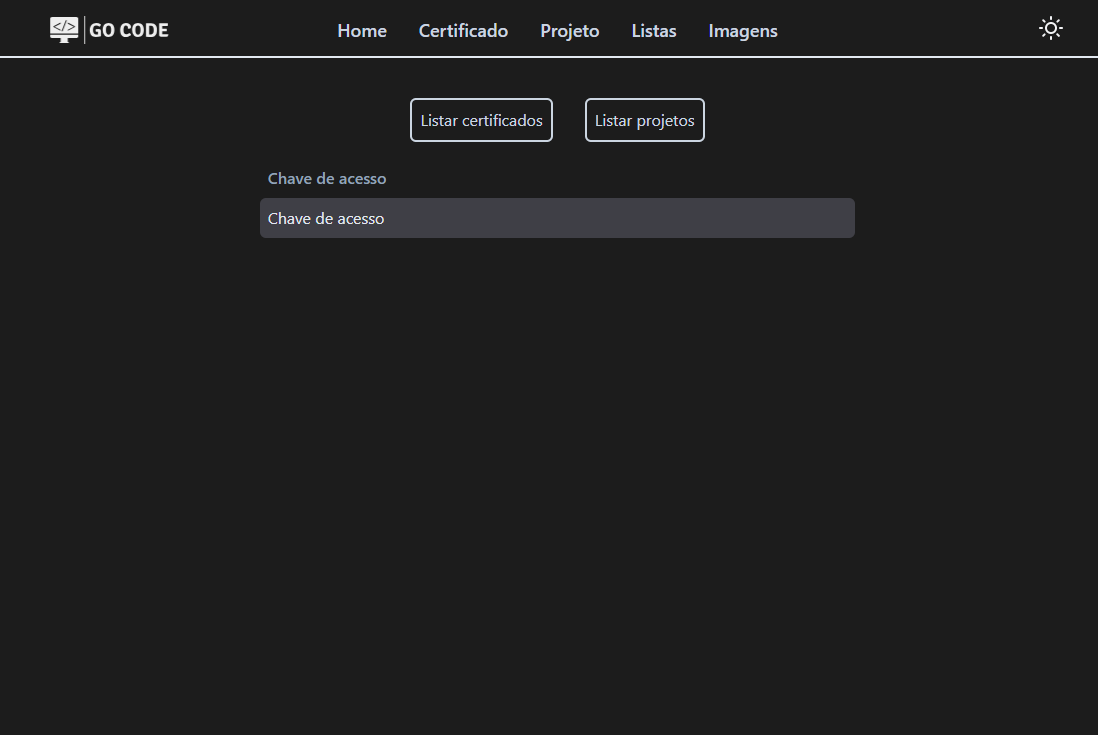 </> GO CODE Home Certificado Projeto Listas Imagens
Listar certificados Listar projetos
Chave de acesso
Chave de acesso